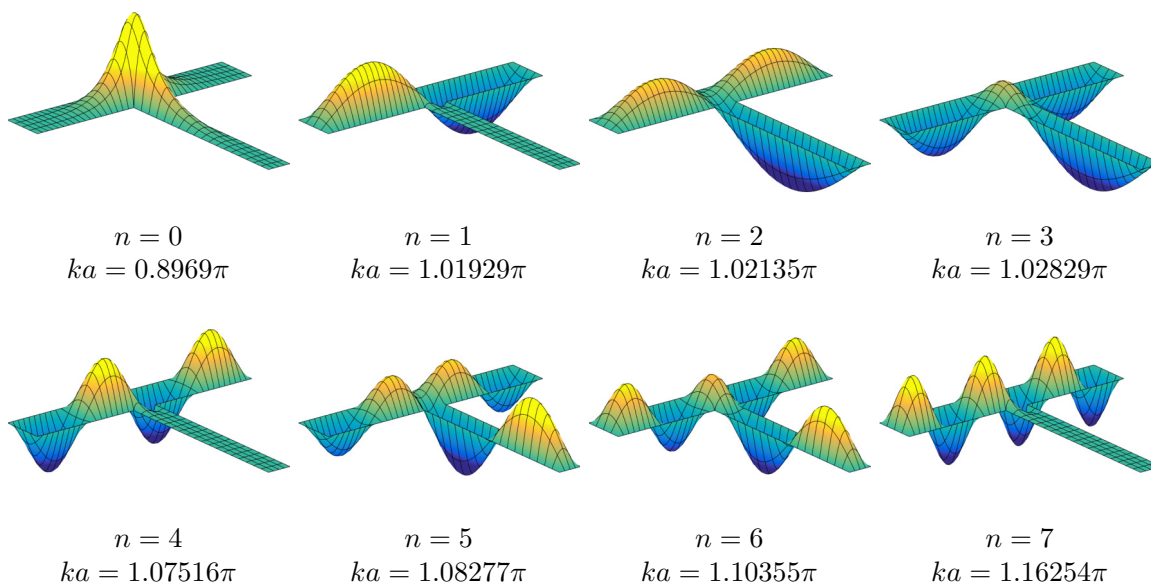 n = 0
ka = 0.8969π
n = 1
ka = 1.01929π
n = 2
ka = 1.02135π
n = 3
ka = 1.02829π
n = 4
ka = 1.07516π
n = 5
ka = 1.08277π
n = 6
ka = 1.10355π
n = 7
ka = 1.16254π